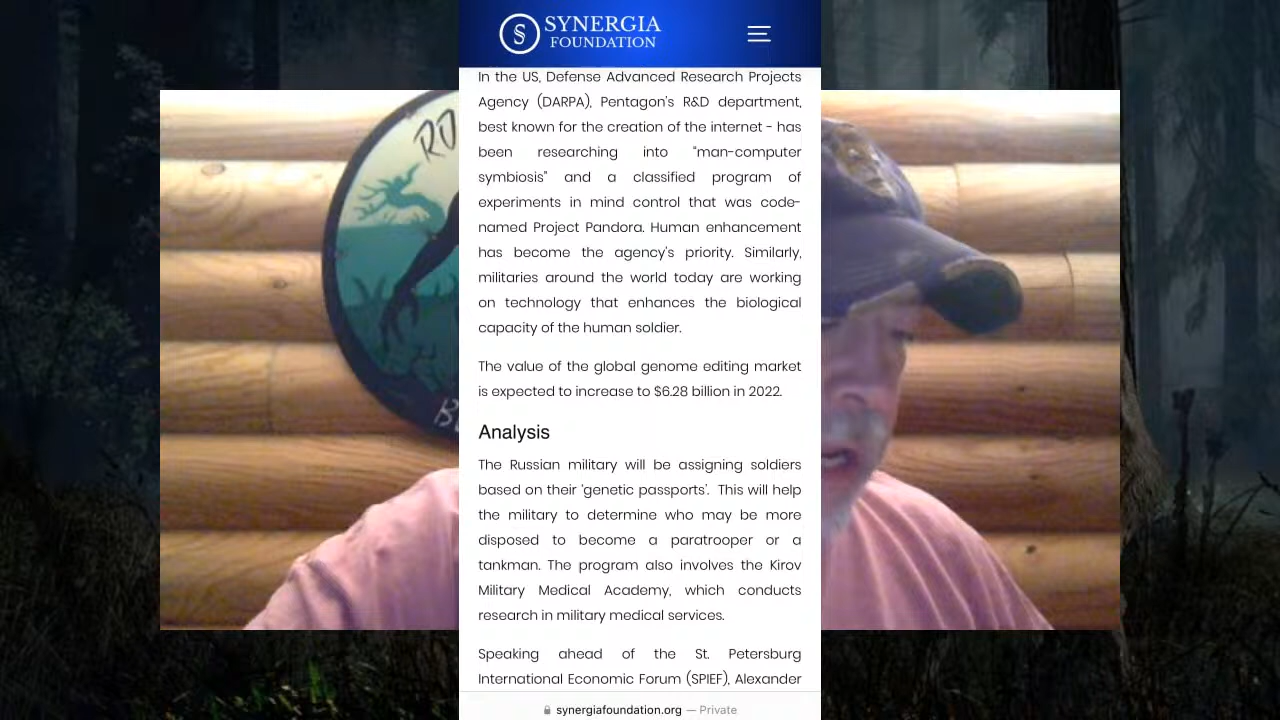 SYNERGIA
FOUNDATION
In the US, Defense Advanced Research Projects
Agency (DARPA), Pentagon's R&D department,
best known for the creation of the internet - has
been researching into "man-computer
symbiosis" and a classified program of
experiments in mind control that was code-
named Project Pandora. Human enhancement
has become the agency's priority. Similarly,
militaries around the world today are working
on technology that enhances the biological
capacity of the human soldier.
The value of the global genome editing market
is expected to increase to $6.28 billion in 2022.
Analysis
The Russian military will be assigning soldiers
based on their 'genetic passports'. This will help
the military to determine who may be more
disposed to become a paratrooper or a
tankman. The program also involves the Kirov
Military Medical Academy, which conducts
research in military medical services.
Speaking ahead of the St. Petersburg
International Economic Forum (SPIEF), Alexander
synergiafoundation.org — Private